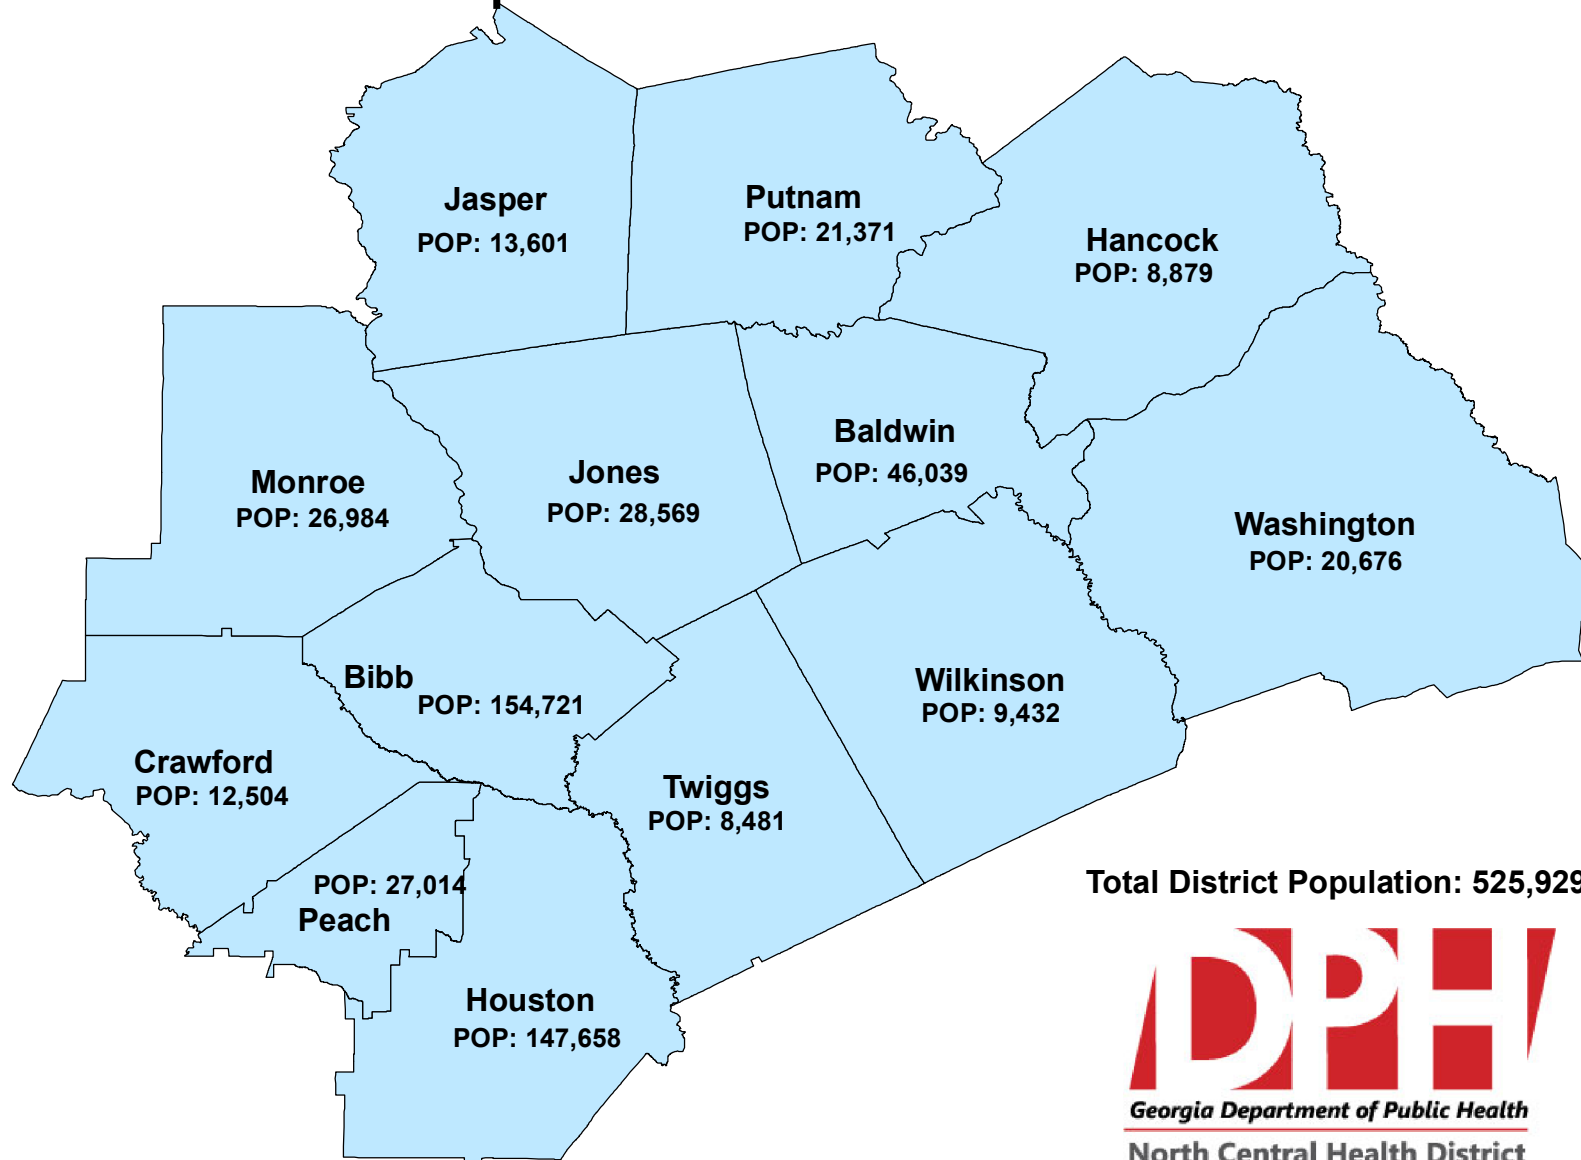 Jasper
POP: 13,601
Putnam
POP: 21,371
Hancock
POP: 8,879
Monroe
POP: 26,984
Jones
POP: 28,569
Baldwin
POP: 46,039
Washington
POP: 20,676
Bibb
POP: 154,721
Wilkinson
POP: 9,432
Crawford
POP: 12,504
Twiggs
POP: 8,481
POP: 27,014
Peach
Houston
POP: 147,658
Total District Population: 525,929
DPH
Georgia Department of Public Health
North Central Health District